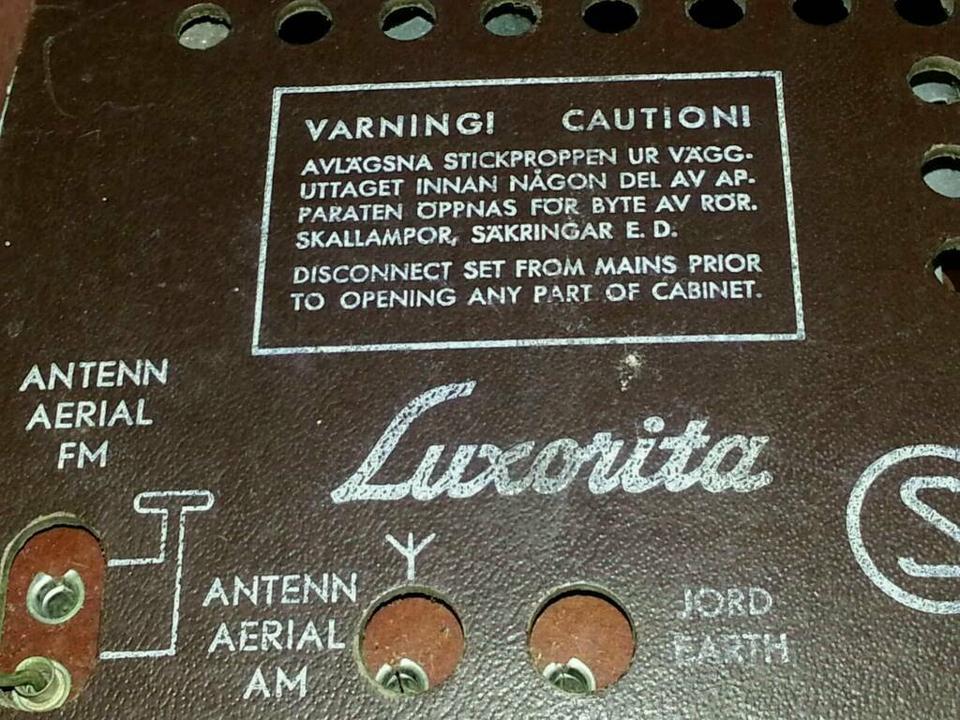 VARNING! CAUTION!
AVLÄGSNA STICKPROPPEN UR VÄGG-
UTTAGET INNAN NÅGON DEL AV AP-
PARATEN ÖPPNAS FÖR BYTE AV RÖR.
SKALLAMPOR, SÄKRINGAR E. D.
DISCONNECT SET FROM MAINS PRIOR
TO OPENING ANY PART OF CABINET.
ANTENN
AERIAL
FM
Luxorita
S
ANTENN
AERIAL
AM
JORD
EARTH